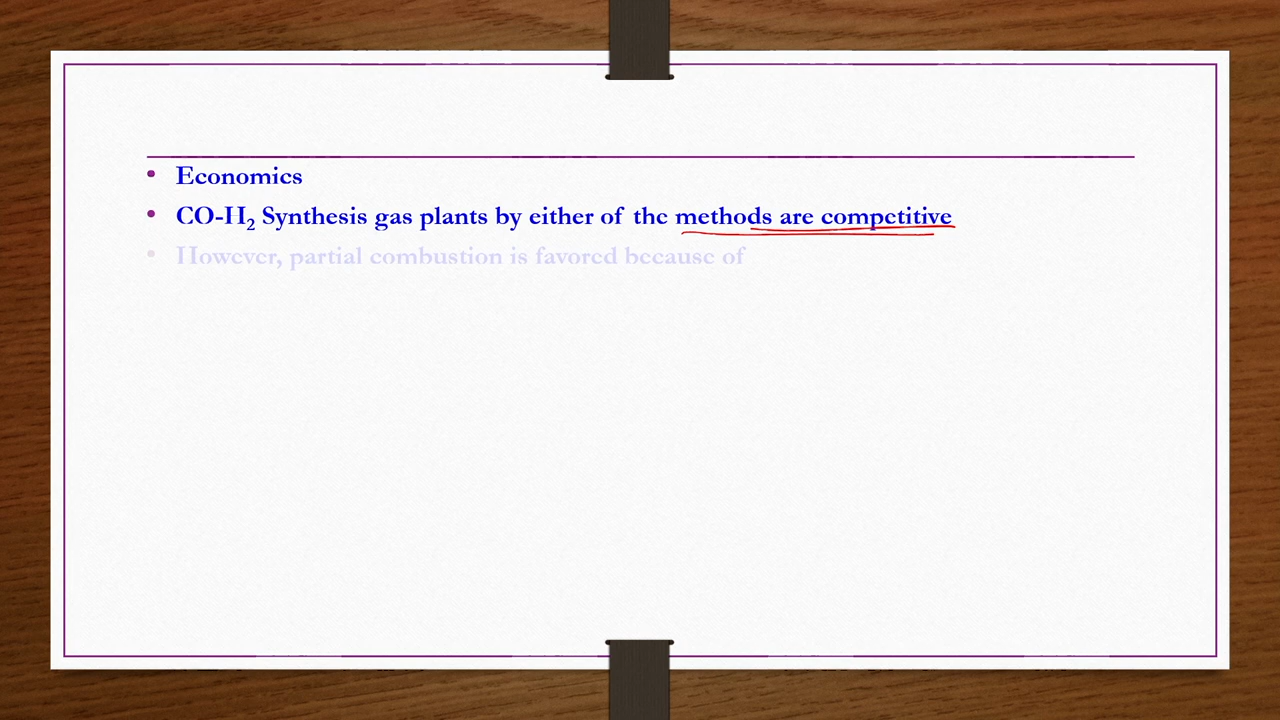 Economics
CO-H₂ Synthesis gas plants by either of the methods are competitive
However, partial combustion is favored because of